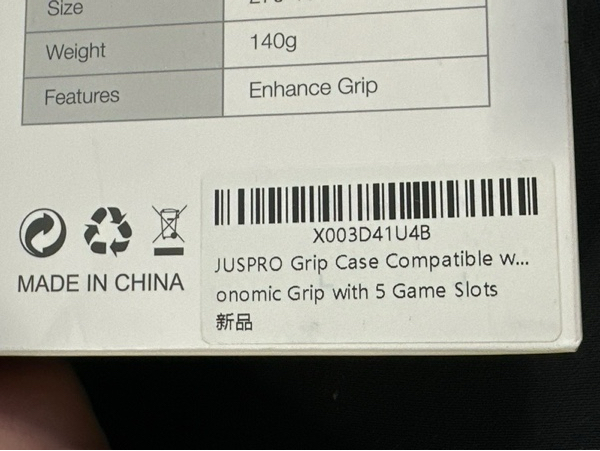 Size
Weight 140g
Features Enhance Grip
X003D41U4B
JUSPRO Grip Case Compatible w...
onomic Grip with 5 Game Slots
新品
MADE IN CHINA